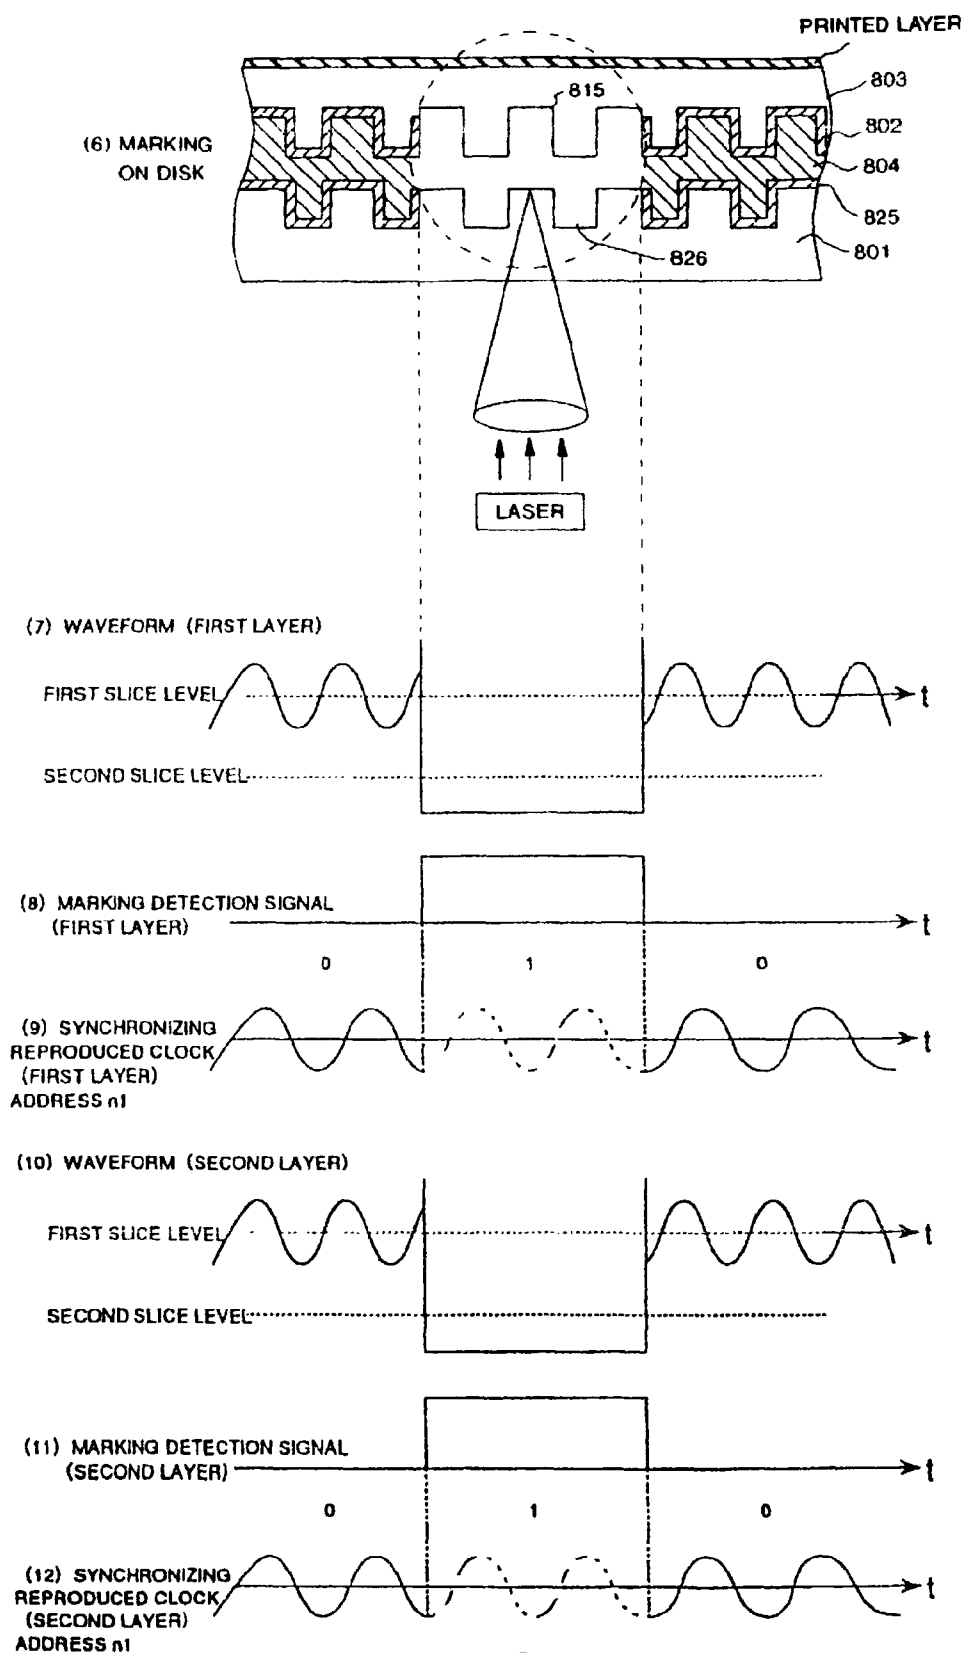 PRINTED LAYER
803
815
802
(6) MARKING
ON DISK
804
825
801
826
LASER
(7) WAVEFORM (FIRST LAYER)
FIRST SLICE LEVEL
t
SECOND SLICE LEVEL
(8) MARKING DETECTION SIGNAL
(FIRST LAYER)
t
0 1 0
(9) SYNCHRONIZING
REPRODUCED CLOCK
(FIRST LAYER)
ADDRESS n1
t
(10) WAVEFORM (SECOND LAYER)
FIRST SLICE LEVEL
t
SECOND SLICE LEVEL
(11) MARKING DETECTION SIGNAL
(SECOND LAYER)
t
0 1 0
(12) SYNCHRONIZING
REPRODUCED CLOCK
(SECOND LAYER)
ADDRESS n1
t